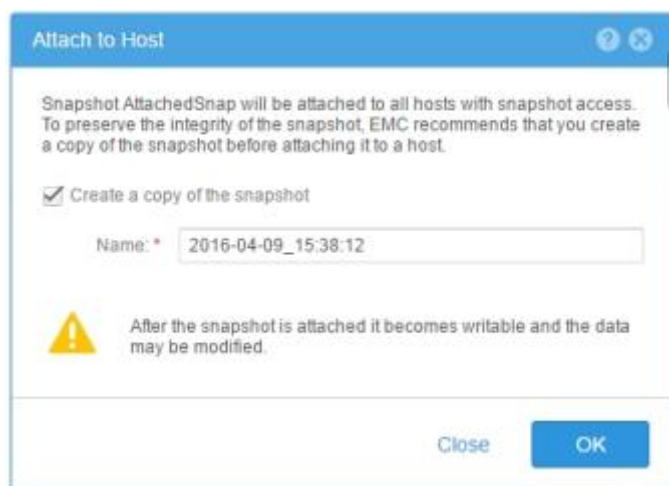 Attach to Host
Snapshot AttachedSnap will be attached to all hosts with snapshot access.
To preserve the integrity of the snapshot, EMC recommends that you create
a copy of the snapshot before attaching it to a host.
Create a copy of the snapshot
Name: * 2016-04-09_15:38:12
After the snapshot is attached it becomes writable and the data
may be modified.
Close OK